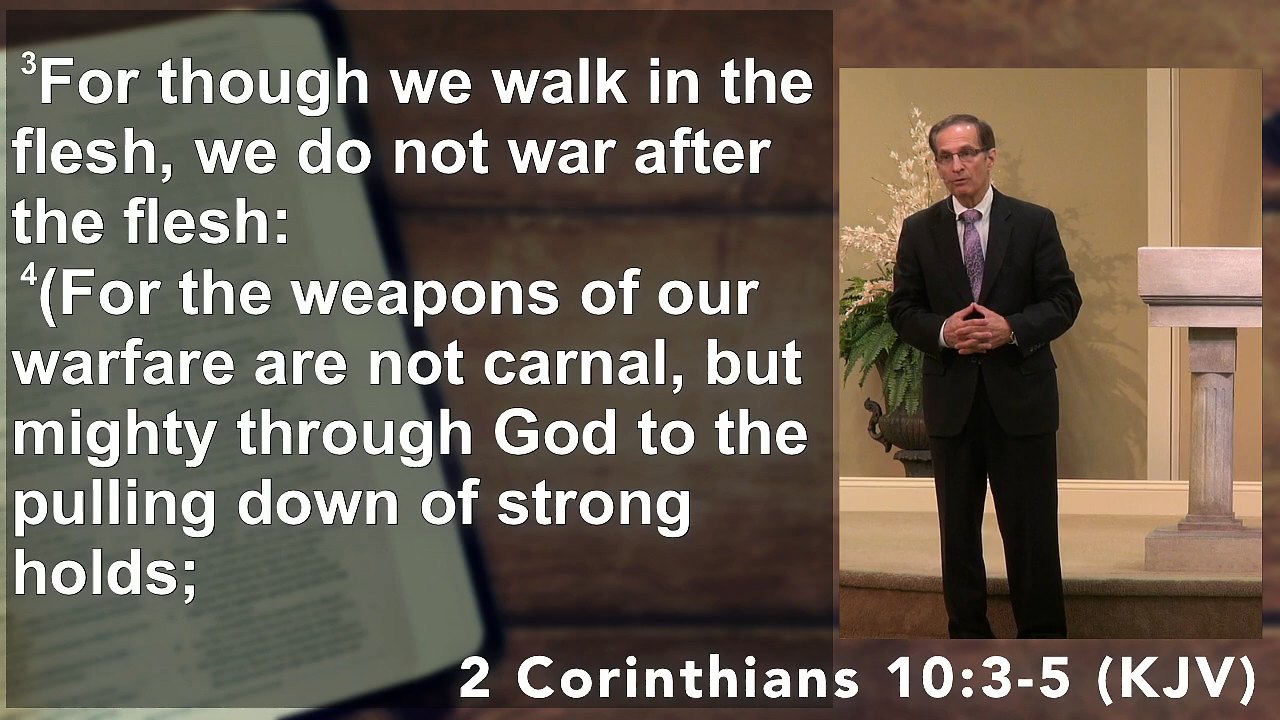 ³For though we walk in the
flesh, we do not war after
the flesh:
⁴(For the weapons of our
warfare are not carnal, but
mighty through God to the
pulling down of strong
holds;
2 Corinthians 10:3-5 (KJV)